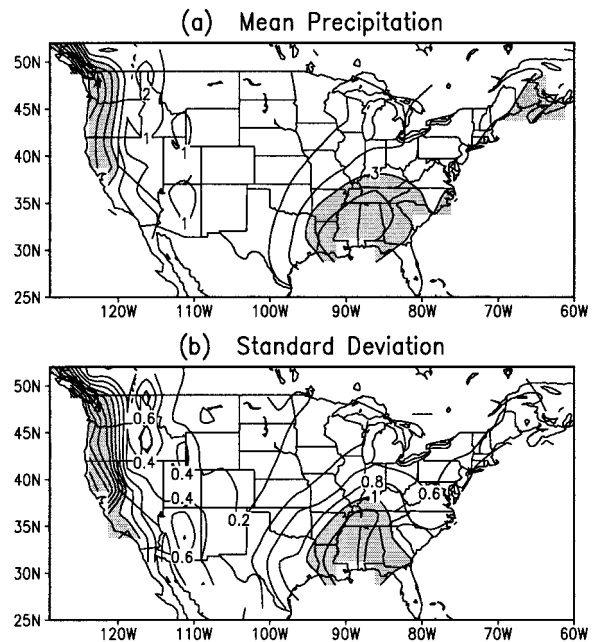 (a) Mean Precipitation
50N
45N
40N
35N
30N
25N
2
1
1
1
3
120W 110W 100W 90W 80W 70W 60W
(b) Standard Deviation
50N
45N
40N
35N
30N
25N
0.6
0.4
0.4
0.4
0.2
0.6
0.8
1
0.6
120W 110W 100W 90W 80W 70W 60W